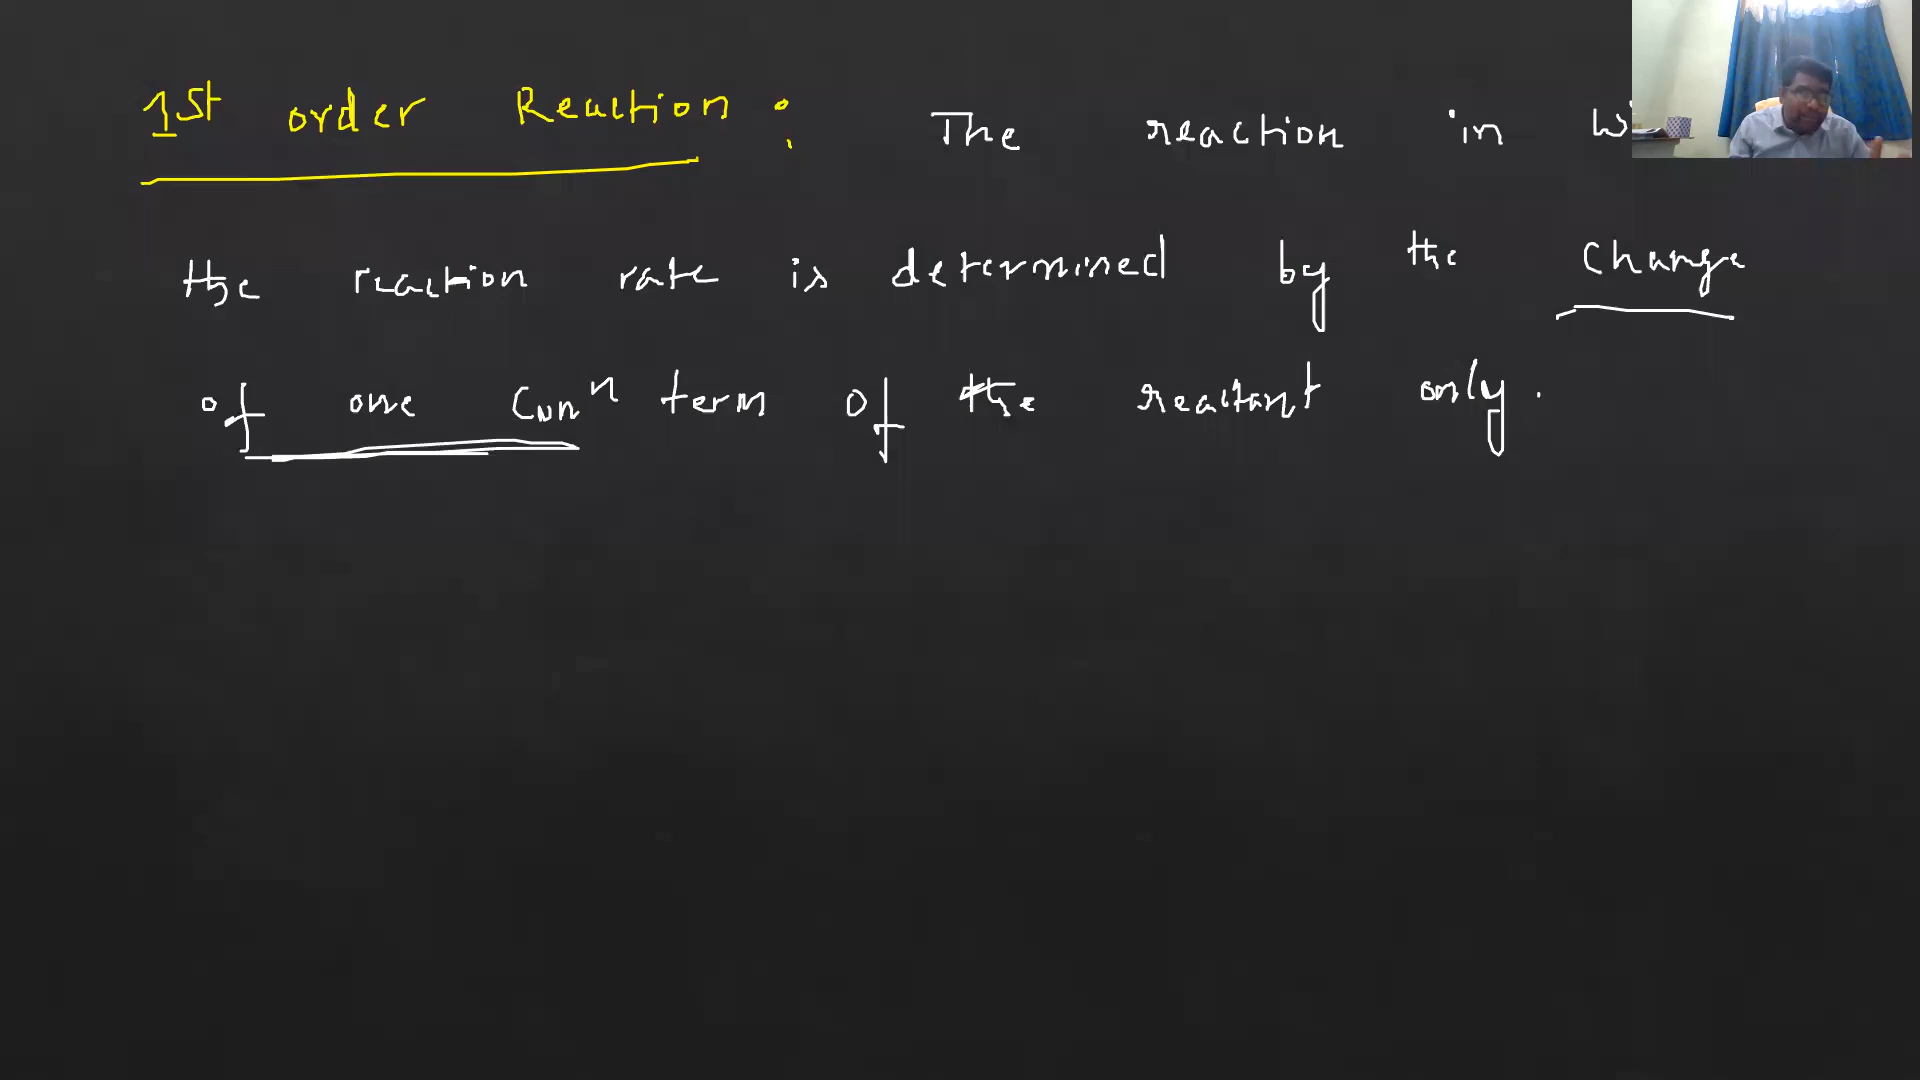 1st order Reaction : The reaction in
the reaction rate is determined by the change
of one Conⁿ term of the reactant only.